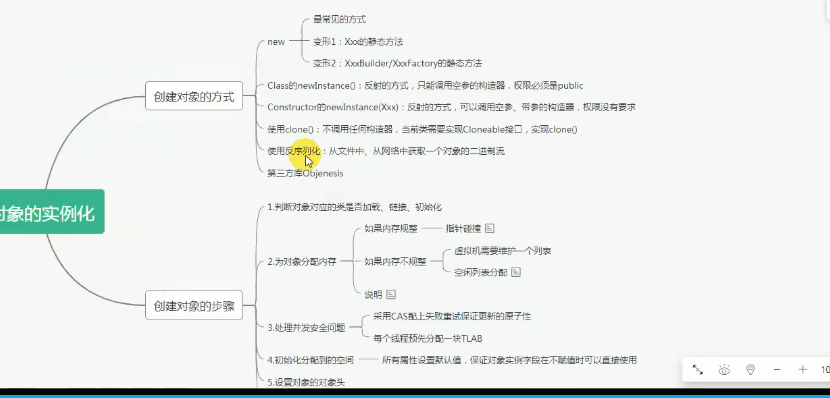 最常见的方式
new
变形1：Xxx的静态方法
变形2：XxxBuilder/XxxFactory的静态方法
创建对象的方式
Class的newInstance()：反射的方式，只能调用空参的构造器，权限必须是public
Constructor的newInstance(Xxx)：反射的方式，可以调用空参、带参的构造器，权限没有要求
使用clone()：不调用任何构造器，当前类需要实现Cloneable接口，实现clone()
使用反序列化：从文件中、从网络中获取一个对象的二进制流
第三方库Objenesis
对象的实例化
1.判断对象对应的类是否加载、链接、初始化
如果内存规整
指针碰撞
2.为对象分配内存
如果内存不规整
虚拟机需要维护一个列表
空闲列表分配
说明
创建对象的步骤
3.处理并发安全问题
采用CAS配上失败重试保证更新的原子性
每个线程预先分配一块TLAB
4.初始化分配到的空间
所有属性设置默认值，保证对象实例字段在不赋值时可以直接使用
5.设置对象的对象头
10